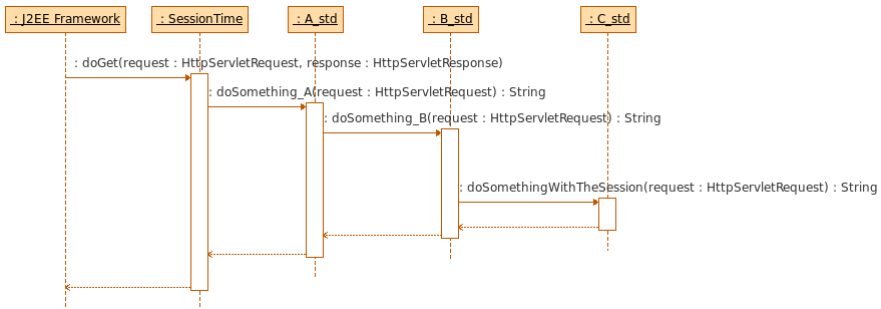 : J2EE Framework
: SessionTime
: A_std
: B_std
: C_std
: doGet(request : HttpServletRequest, response : HttpServletResponse)
: doSomething_A(request : HttpServletRequest) : String
: doSomething_B(request : HttpServletRequest) : String
: doSomethingWithTheSession(request : HttpServletRequest) : String